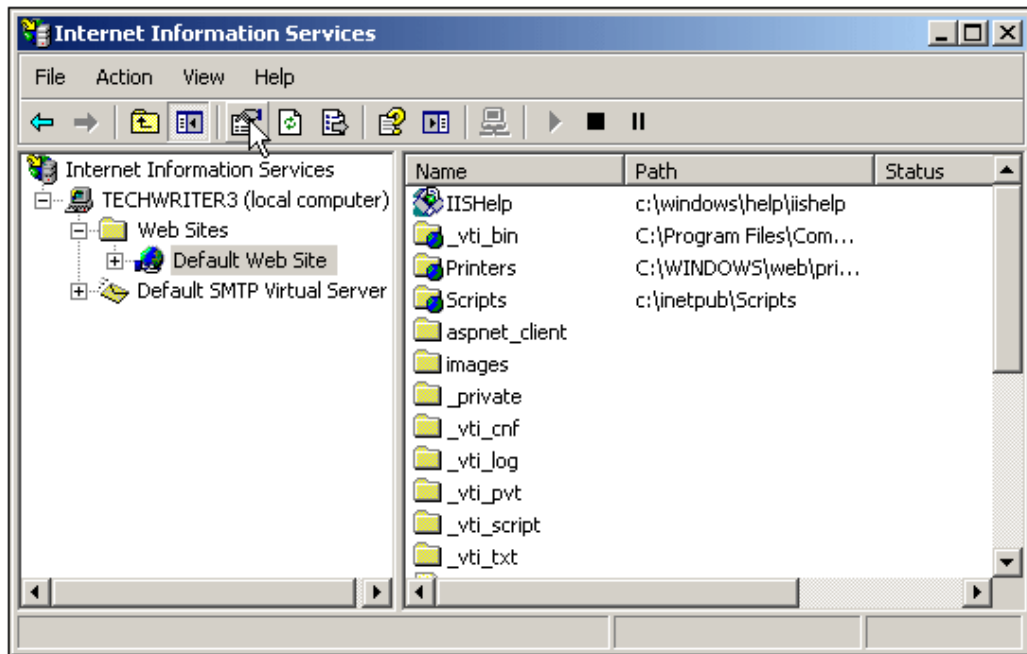 Internet Information Services
File Action View Help
Internet Information Services
TECHWRITER3 (local computer)
Web Sites
Default Web Site
Default SMTP Virtual Server
Name Path Status
IISHelp c:\windows\help\iishelp
_vti_bin C:\Program Files\Com...
Printers C:\WINDOWS\web\pri...
Scripts c:\inetpub\Scripts
aspnet_client
images
_private
_vti_cnf
_vti_log
_vti_pvt
_vti_script
_vti_txt